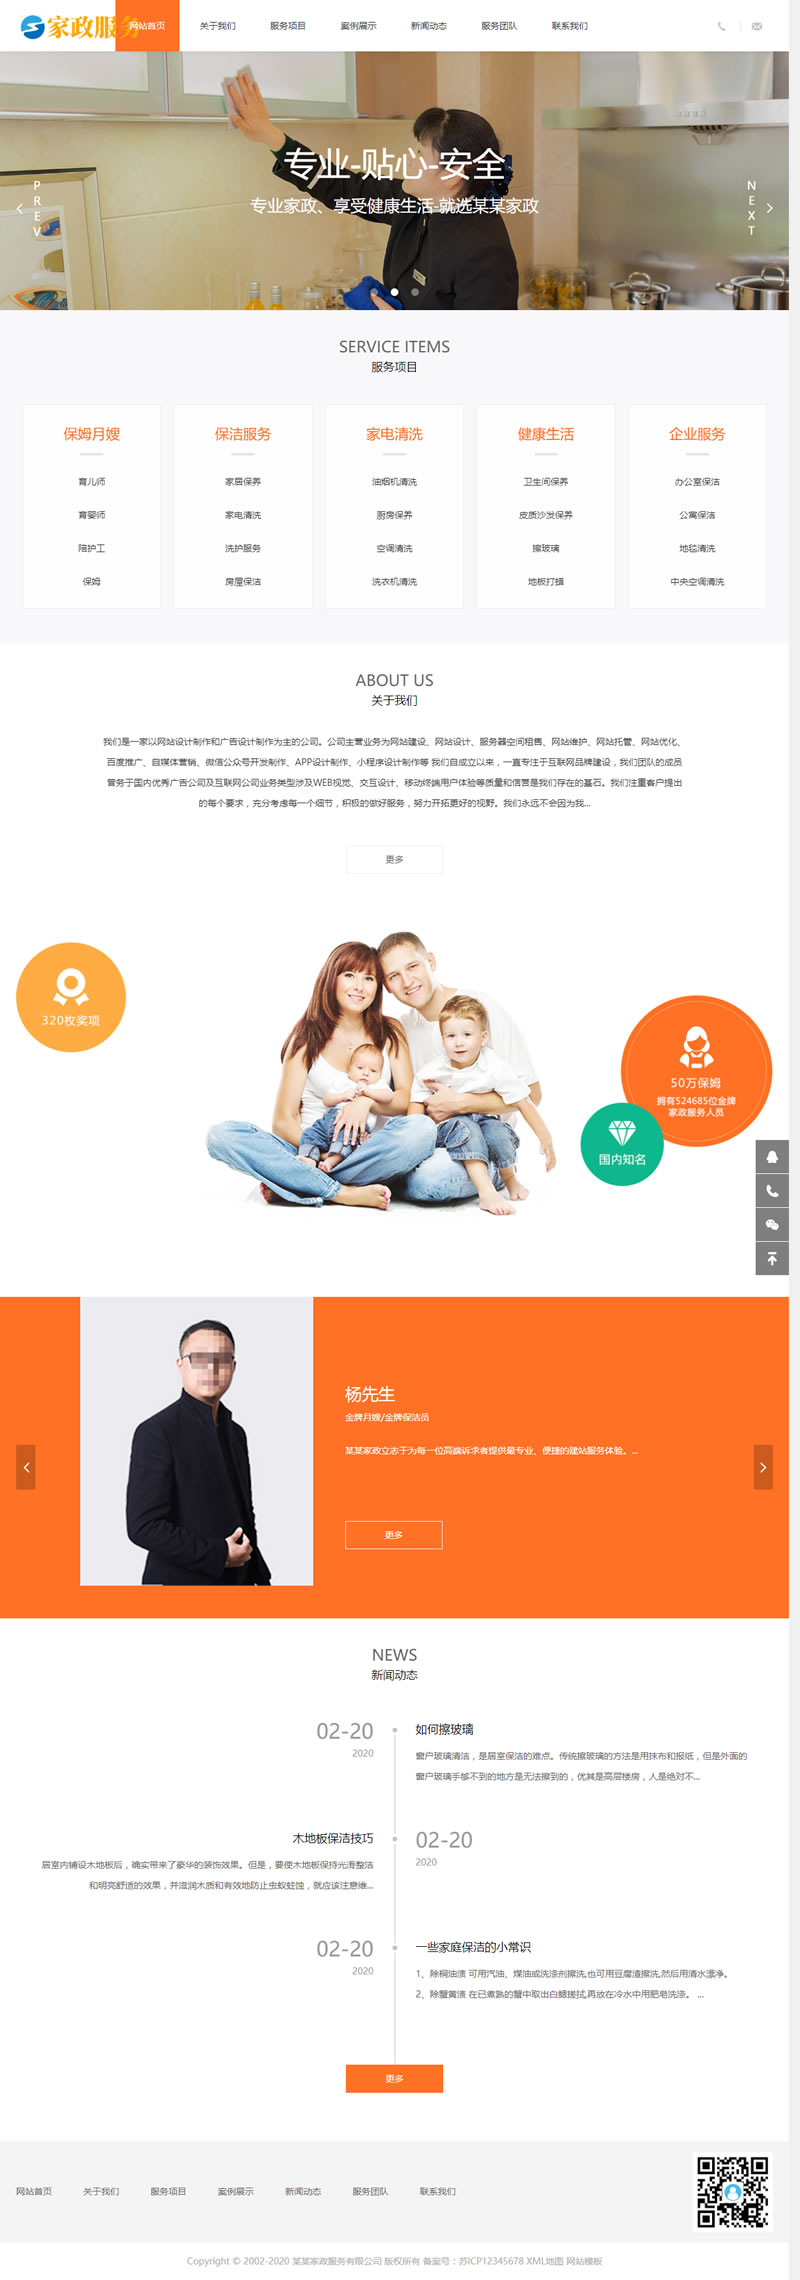 家政服务
网站首页 关于我们 服务项目 案例展示 新闻动态 服务团队 联系我们
专业-贴心-安全
专业家政、享受健康生活-就选某某家政
PREV
NEXT
SERVICE ITEMS
服务项目
保姆月嫂
育儿师
育婴师
陪护工
保姆
保洁服务
家居保养
家电清洗
洗护服务
房屋保洁
家电清洗
油烟机清洗
厨房保养
空调清洗
洗衣机清洗
健康生活
卫生间保养
皮质沙发保养
擦玻璃
地板打蜡
企业服务
办公室保洁
公寓保洁
地毯清洗
中央空调清洗
ABOUT US
关于我们
我们是一家以网站设计制作和广告设计制作为主的公司。公司主营业务为网站建设、网站设计、服务器空间租售、网站维护、网站托管、网站优化、
百度推广、自媒体营销、微信公众号开发制作、APP设计制作、小程序设计制作等 我们自成立以来，一直专注于互联网品牌建设，我们团队的成员
曾务于国内优秀广告公司及互联网公司业务类型涉及WEB视觉、交互设计、移动终端用户体验等质量和信誉是我们存在的基石。我们注重客户提出
的每个要求，充分考虑每一个细节，积极的做好服务，努力开拓更好的视野。我们永远不会因为我...
更多
320枚奖项
50万保姆
拥有524685位金牌
家政服务人员
国内知名
杨先生
金牌月嫂/金牌保洁员
某某家政立志于为每一位高端诉求者提供最专业、便捷的建站服务体验。...
更多
NEWS
新闻动态
02-20
2020
如何擦玻璃
窗户玻璃清洁，是居室保洁的难点。传统擦玻璃的方法是用抹布和报纸，但是外面的
窗户玻璃手够不到的地方是无法擦到的，优其是高层楼房，人是绝对不...
木地板保洁技巧
居室内铺设木地板后，确实带来了豪华的装饰效果。但是，要使木地板保持光滑整洁
和明亮舒适的效果，并滋润木质和有效地防止虫蚁蛀蚀，就应该注意维...
02-20
2020
02-20
2020
一些家庭保洁的小常识
1、除桐油渍 可用汽油、煤油或洗涤剂擦洗,也可用豆腐渣擦洗,然后用清水漂净。
2、除蟹黄渍 在已煮熟的蟹中取出白鳃搓拭,再放在冷水中用肥皂洗涤。 ...
更多
网站首页 关于我们 服务项目 案例展示 新闻动态 服务团队 联系我们
Copyright © 2002-2020 某某家政服务有限公司 版权所有 备案号：苏ICP12345678 XML地图 网站模板